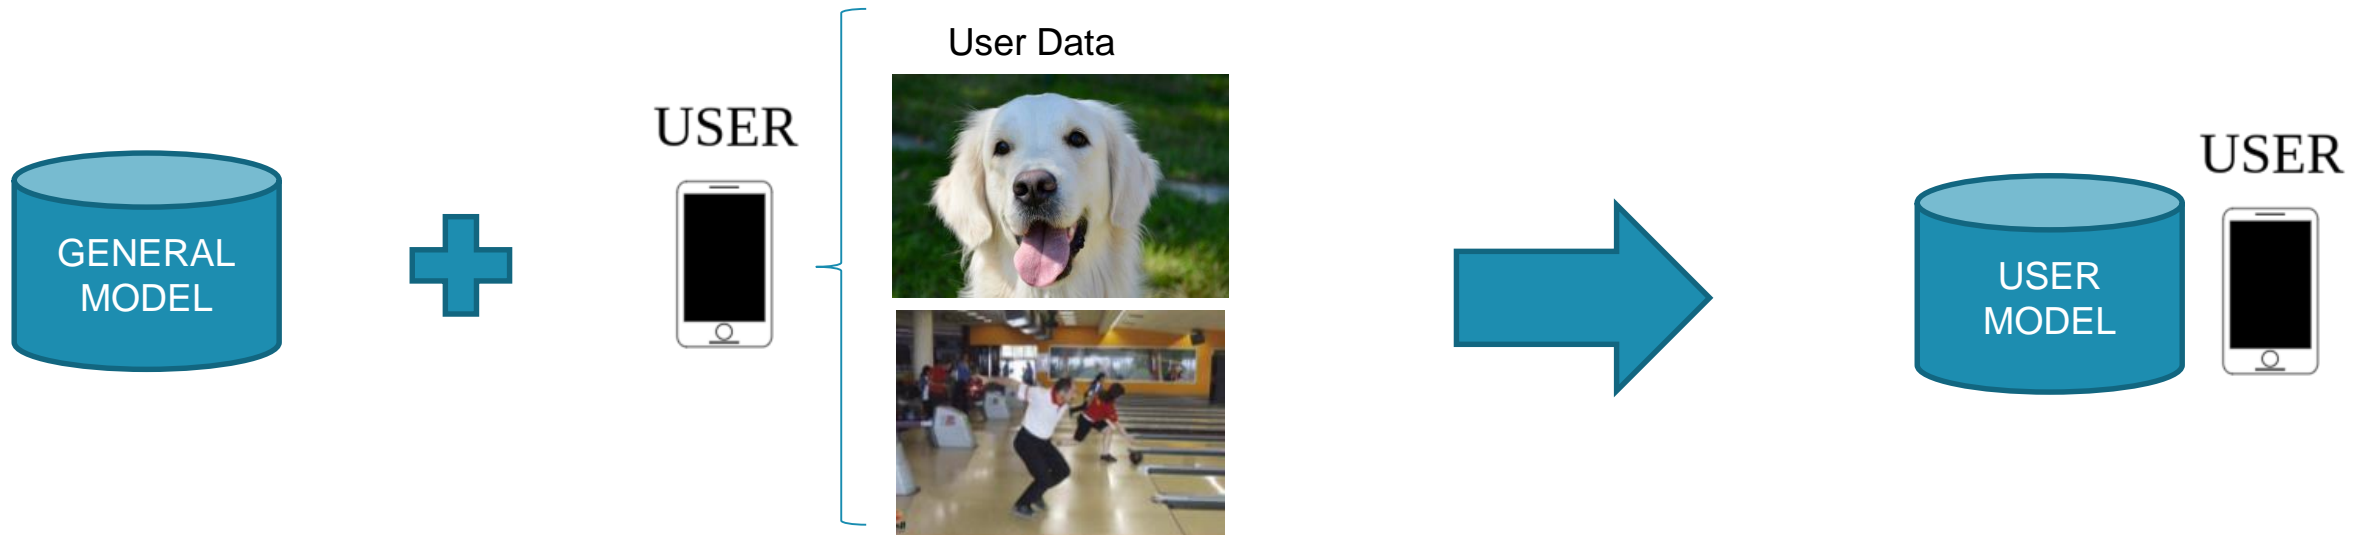 GENERAL
MODEL
USER
User Data
USER
MODEL
USER